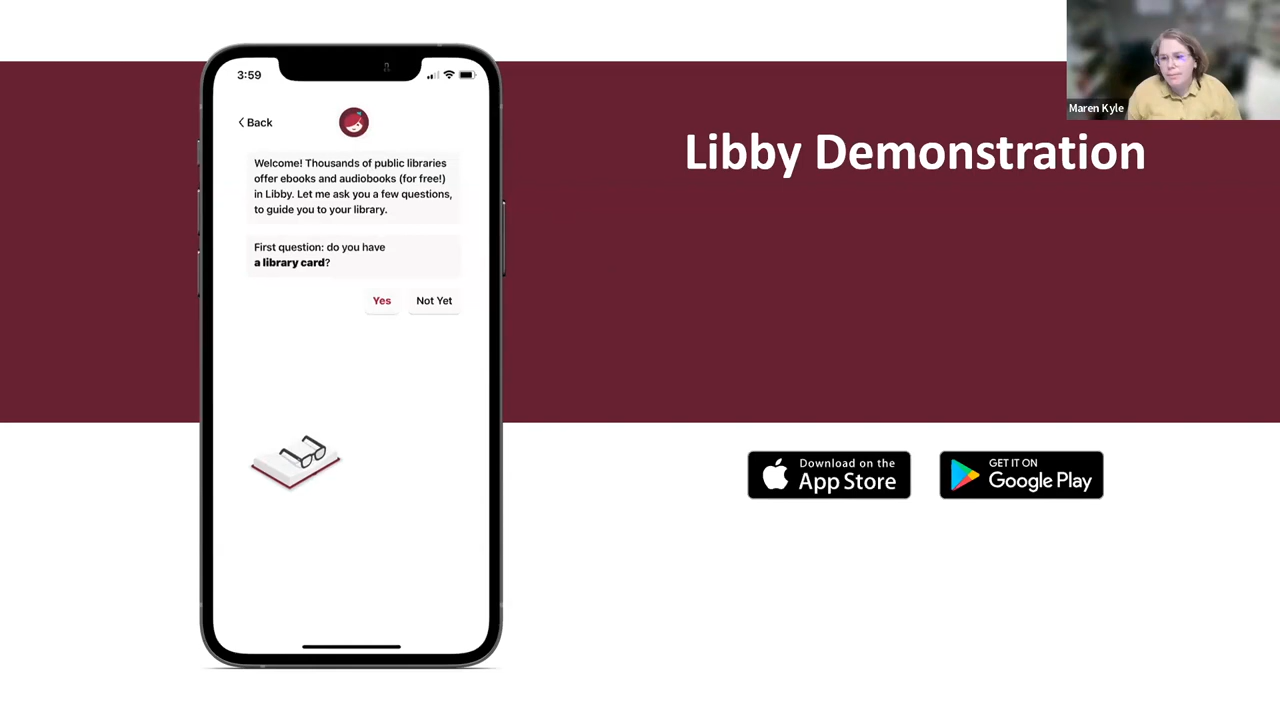 Maren Kyle
Libby Demonstration
3:59
Back
Welcome! Thousands of public libraries
offer ebooks and audiobooks (for free!)
in Libby. Let me ask you a few questions,
to guide you to your library.
First question: do you have
a library card?
Yes
Not Yet
Download on the
App Store
GET IT ON
Google Play